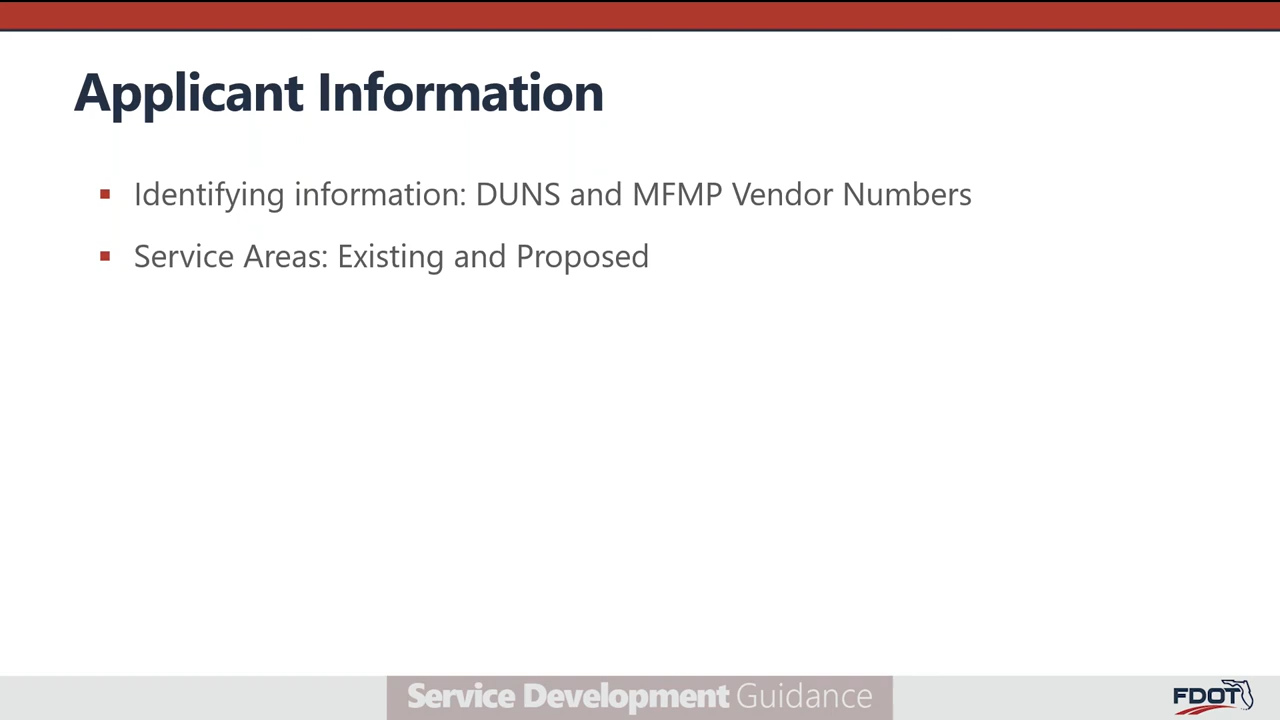 Applicant Information
Identifying information: DUNS and MFMP Vendor Numbers
Service Areas: Existing and Proposed
Service Development Guidance
FDOT